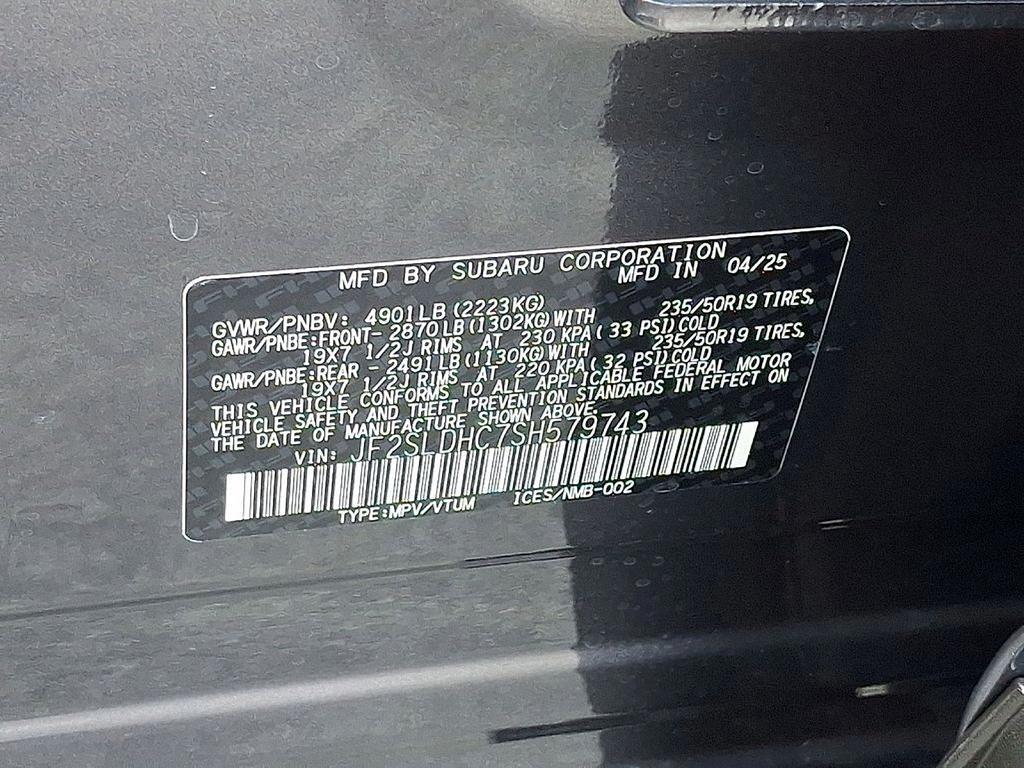 MFD BY SUBARU CORPORATION
MFD IN 04/25
GVWR/PNBV: 4901LB (2223KG)
GAWR/PNBE:FRONT- 2870LB (1302KG) WITH 235/50R19 TIRES,
19X7 1/2J RIMS AT 230 KPA ( 33 PSI) COLD
GAWR/PNBE:REAR - 2491LB (1130KG) WITH 235/50R19 TIRES,
19X7 1/2J RIMS AT 220 KPA ( 32 PSI) COLD
THIS VEHICLE CONFORMS TO ALL APPLICABLE FEDERAL MOTOR
VEHICLE SAFETY AND THEFT PREVENTION STANDARDS IN EFFECT ON
THE DATE OF MANUFACTURE SHOWN ABOVE.
VIN: JF2SLDHC7SH579743
TYPE:MPV/VTUM ICES/NMB-002